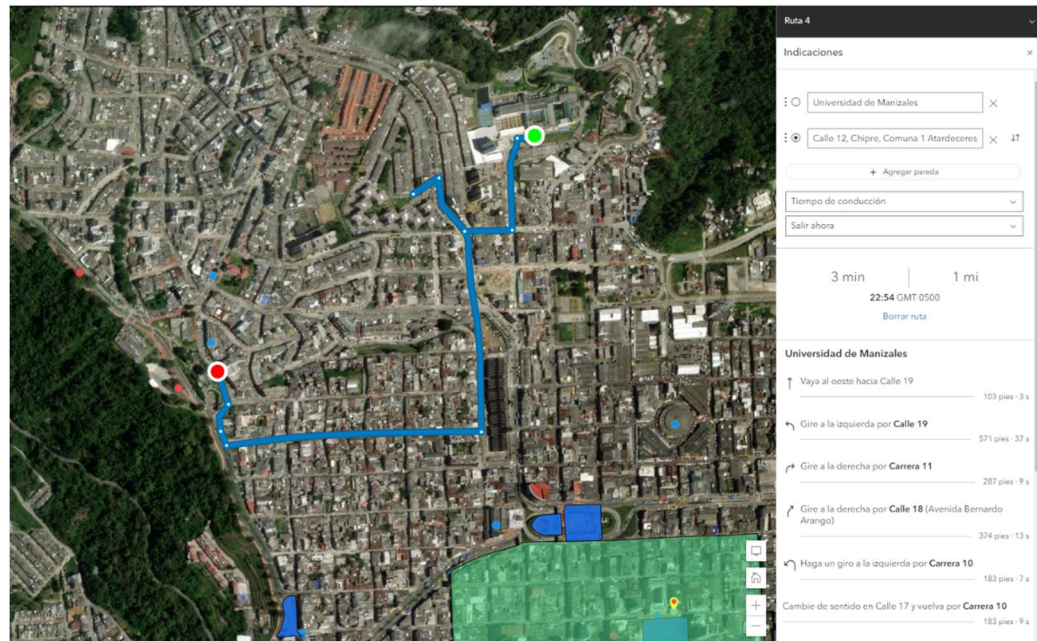 Ruta 4
Indicaciones
Universidad de Manizales
Calle 12, Chipre, Comuna 1 Atardeceres
+ Agregar parada
Tiempo de conducción
Salir ahora
3 min
1 mi
22:54 GMT-0500
Borrar ruta
Universidad de Manizales
Vaya al oeste hacia Calle 19
103 pies · 3 s
Gire a la izquierda por Calle 19
571 pies · 37 s
Gire a la derecha por Carrera 11
287 pies · 9 s
Gire a la derecha por Calle 18 (Avenida Bernardo
Arango)
374 pies · 13 s
Haga un giro a la izquierda por Carrera 10
183 pies · 7 s
Cambie de sentido en Calle 17 y vuelva por Carrera 10
183 pies · 9 s